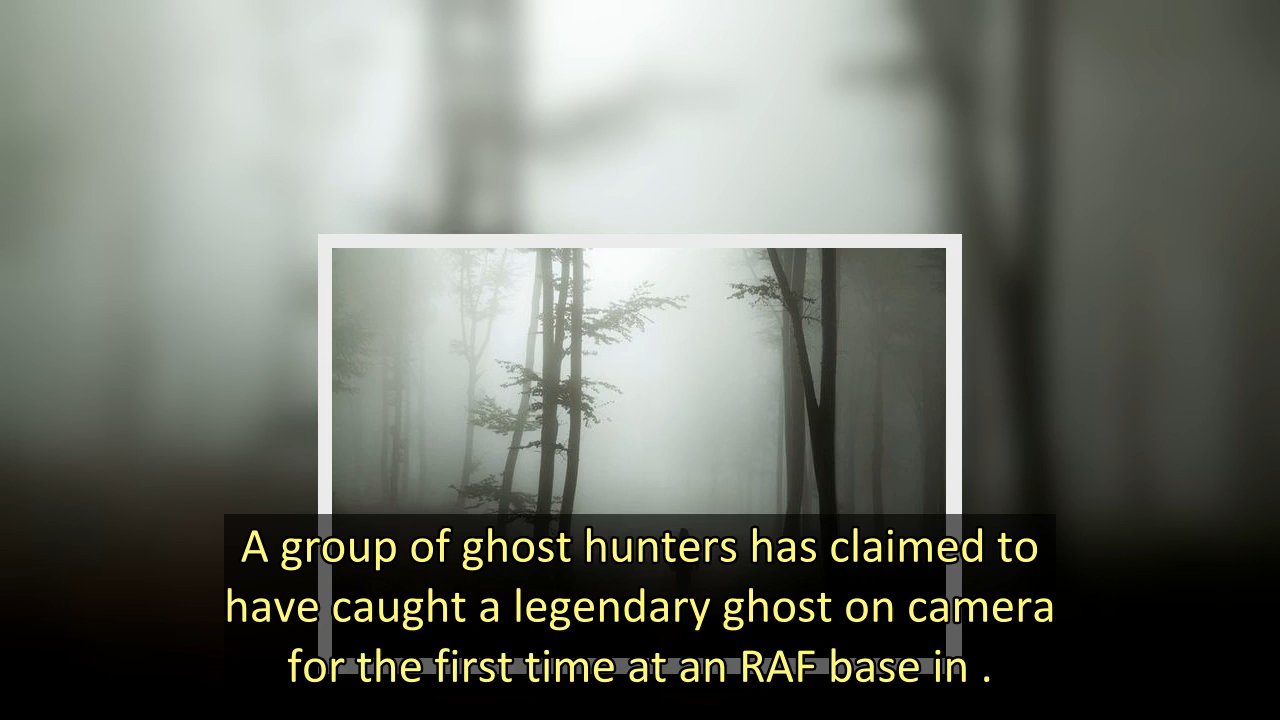 A group of ghost hunters has claimed to
have caught a legendary ghost on camera
for the first time at an RAF base in .